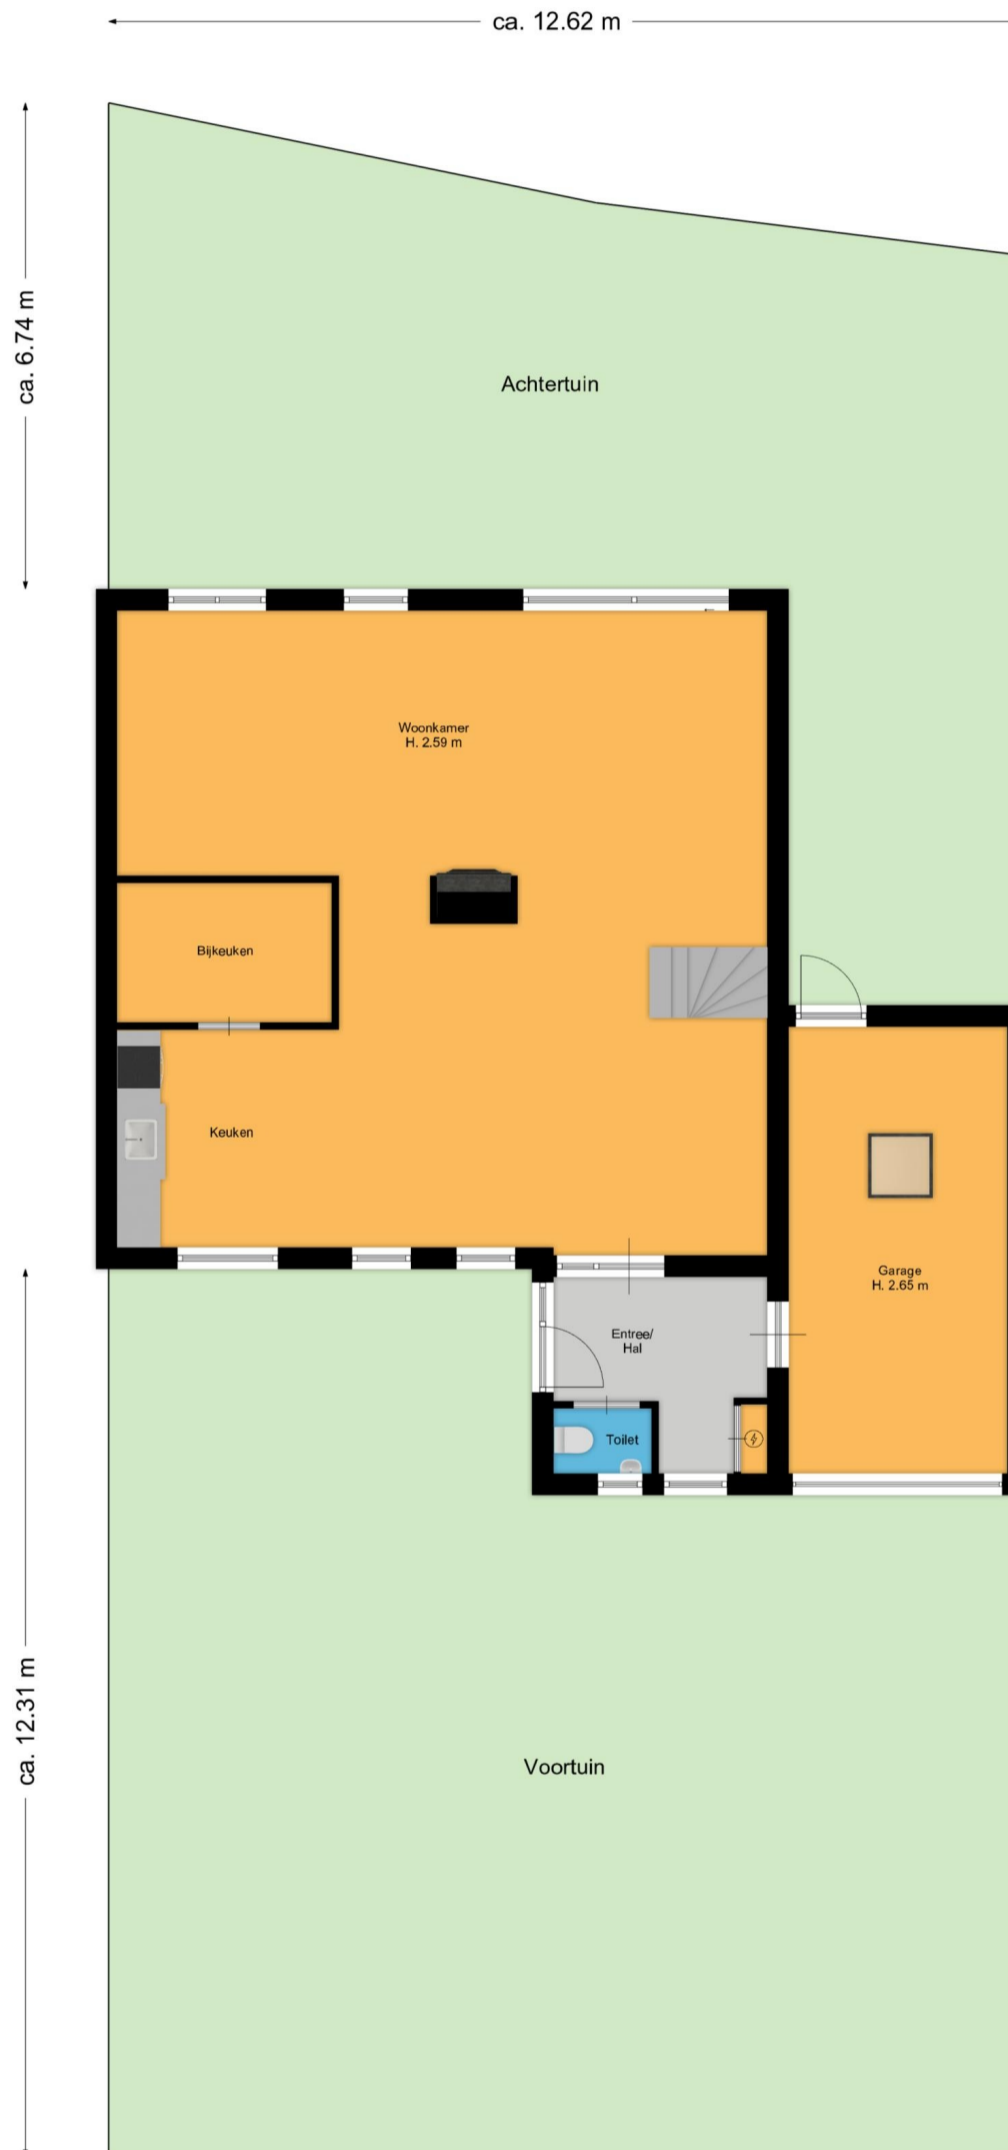 ca. 12.62 m
ca. 6.74 m
Achtertuin
Woonkamer
H. 2.59 m
Bijkeuken
Keuken
Garage
H. 2.65 m
Entree/
Hal
Toilet
ca. 12.31 m
Voortuin